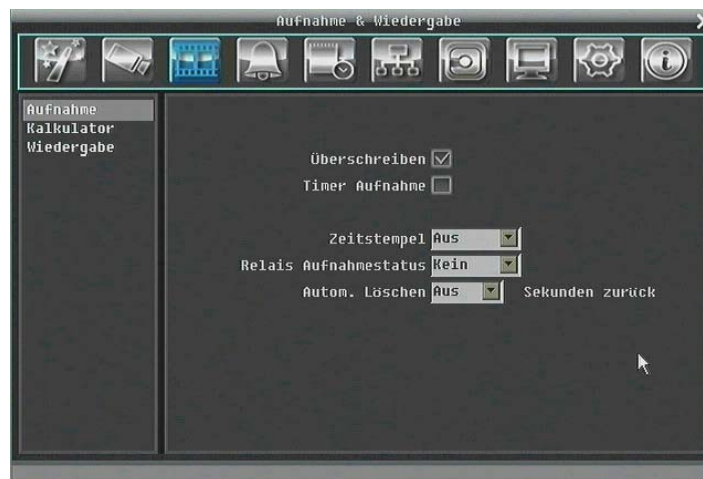 Aufnahme & Wiedergabe
Aufnahme
Kalkulator
Wiedergabe
Überschreiben
Timer Aufnahme
Zeitstempel Aus
Relais Aufnahmestatus Kein
Autom. Löschen Aus Sekunden zurück